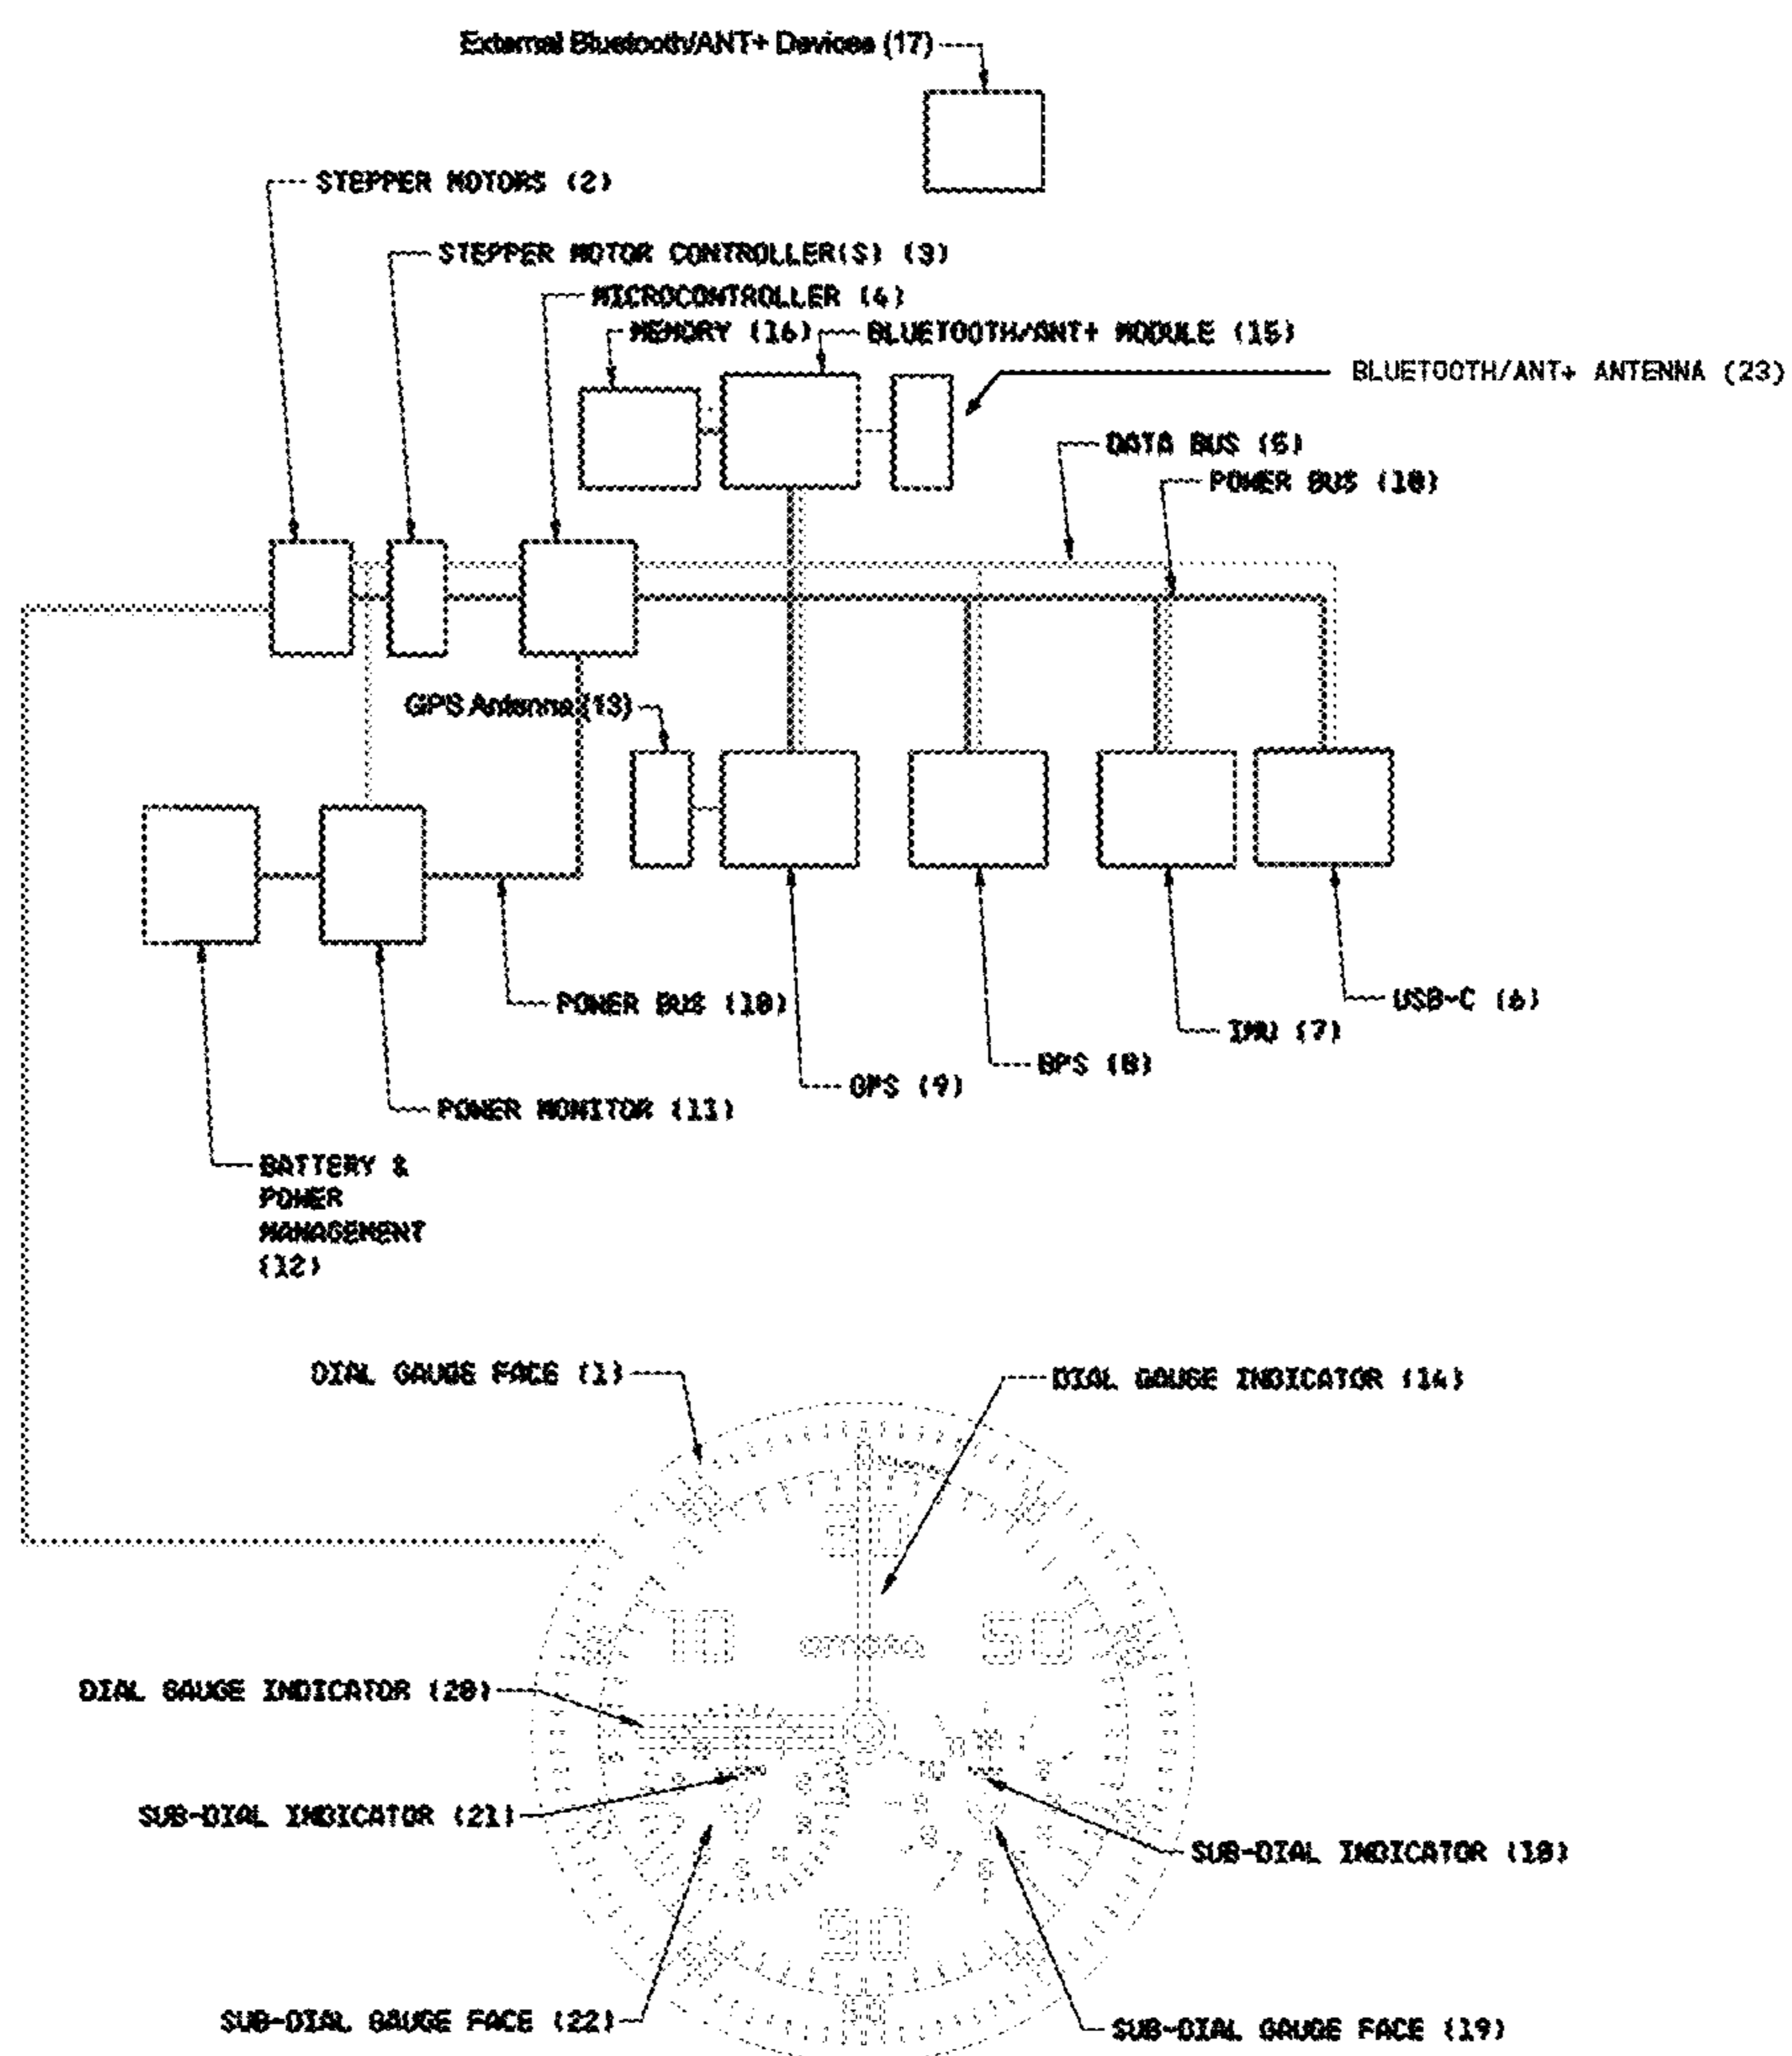 External Bluetooth/ANT+ Devices (17)
STEPPER MOTORS (2)
STEPPER MOTOR CONTROLLER(S) (3)
MICROCONTROLLER (4)
MEMORY (16)
BLUETOOTH/ANT+ MODULE (15)
BLUETOOTH/ANT+ ANTENNA (23)
DATA BUS (5)
POWER BUS (10)
GPS Antenna (13)
POWER BUS (10)
USB-C (6)
IMU (7)
BPS (8)
GPS (9)
POWER MONITOR (11)
BATTERY &
POWER
MANAGEMENT
(12)
DIAL GAUGE FACE (1)
DIAL GAUGE INDICATOR (14)
10
50
DIAL GAUGE INDICATOR (20)
SUB-DIAL INDICATOR (21)
SUB-DIAL INDICATOR (18)
90
SUB-DIAL GAUGE FACE (22)
SUB-DIAL GAUGE FACE (19)